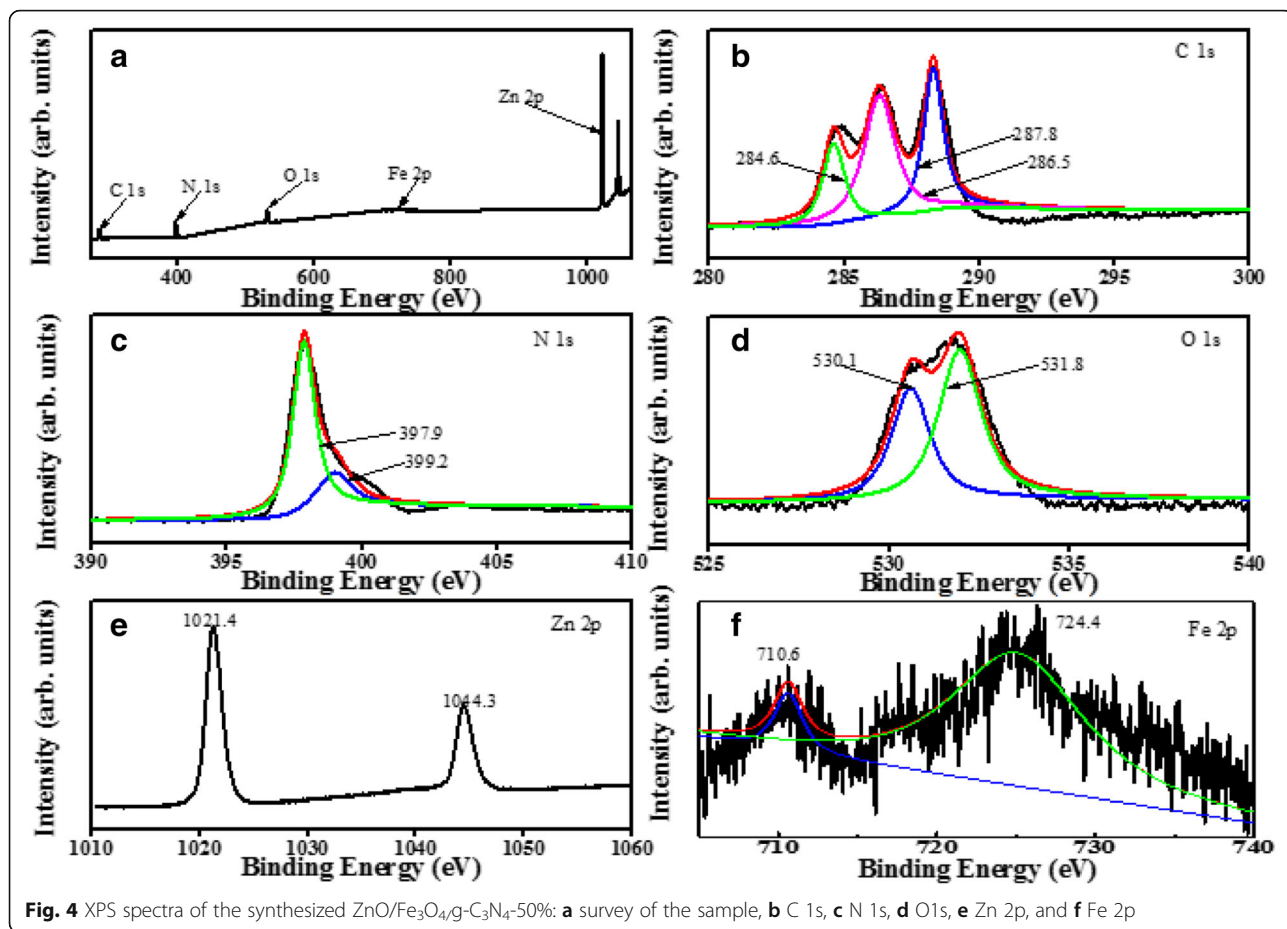 a
Intensity (arb. units)
C 1s
N 1s
O 1s
Fe 2p
Zn 2p
400 600 800 1000
Binding Energy (eV)
b
C 1s
Intensity (arb. units)
284.6
287.8
286.5
280 285 290 295 300
Binding Energy (eV)
c
N 1s
Intensity (arb. units)
397.9
399.2
390 395 400 405 410
Binding Energy (eV)
d
O 1s
Intensity (arb. units)
530.1
531.8
525 530 535 540
Binding Energy (eV)
e
Zn 2p
Intensity (arb. units)
1021.4
1044.3
1010 1020 1030 1040 1050 1060
Binding Energy (eV)
f
Fe 2p
Intensity (arb. units)
710.6
724.4
710 720 730 740
Binding Energy (eV)
Fig. 4 XPS spectra of the synthesized ZnO/Fe₃O₄/g-C₃N₄-50%: a survey of the sample, b C 1s, c N 1s, d O1s, e Zn 2p, and f Fe 2p